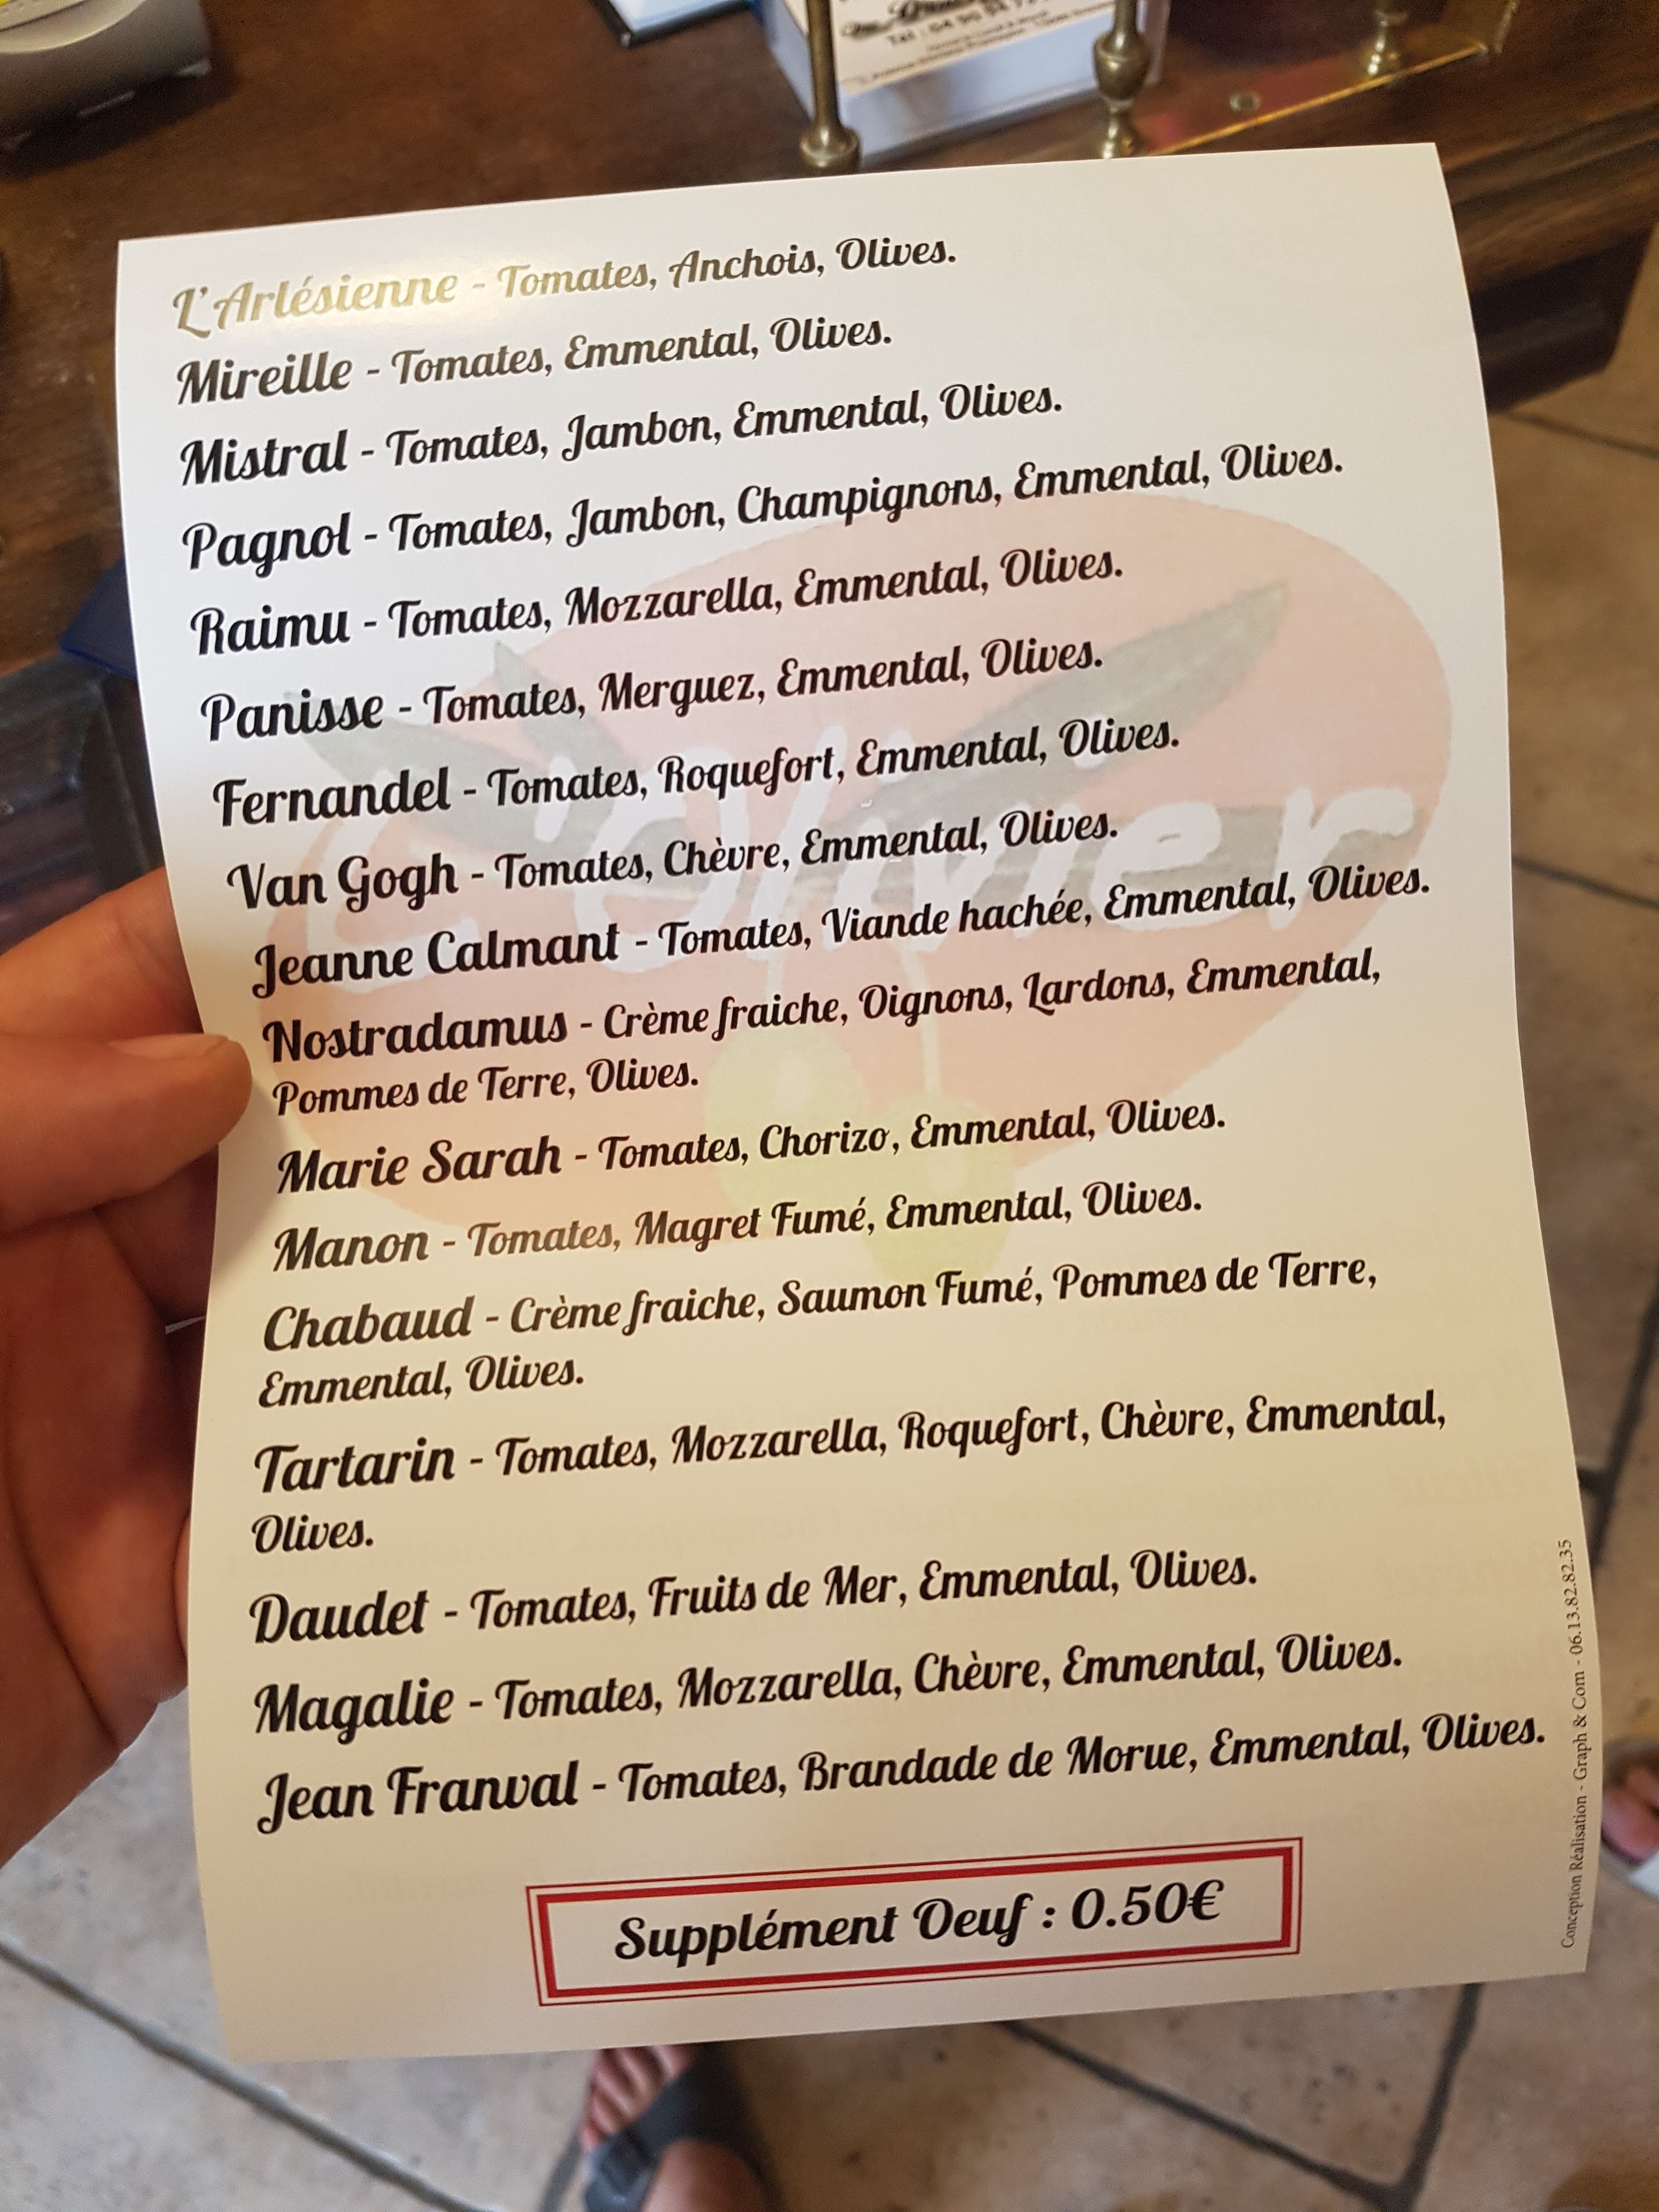 L'Arlésienne - Tomates, Anchois, Olives.
Mireille - Tomates, Emmental, Olives.
Mistral - Tomates, Jambon, Emmental, Olives.
Pagnol - Tomates, Jambon, Champignons, Emmental, Olives.
Raimu - Tomates, Mozzarella, Emmental, Olives.
Panisse - Tomates, Merguez, Emmental, Olives.
Fernandel - Tomates, Roquefort, Emmental, Olives.
Van Gogh - Tomates, Chèvre, Emmental, Olives.
Jeanne Calmant - Tomates, Viande hachée, Emmental, Olives.
Nostradamus - Crème fraiche, Oignons, Lardons, Emmental,
Pommes de Terre, Olives.
Marie Sarah - Tomates, Chorizo, Emmental, Olives.
Manon - Tomates, Magret Fumé, Emmental, Olives.
Chabaud - Crème fraiche, Saumon Fumé, Pommes de Terre,
Emmental, Olives.
Tartarin - Tomates, Mozzarella, Roquefort, Chèvre, Emmental,
Olives.
Daudet - Tomates, Fruits de Mer, Emmental, Olives.
Magalie - Tomates, Mozzarella, Chèvre, Emmental, Olives.
Jean Franval - Tomates, Brandade de Morue, Emmental, Olives.
Supplément Oeuf : 0.50€
Conception Réalisation - Graph & Com - 06.13.82.82.35
L'Olivier